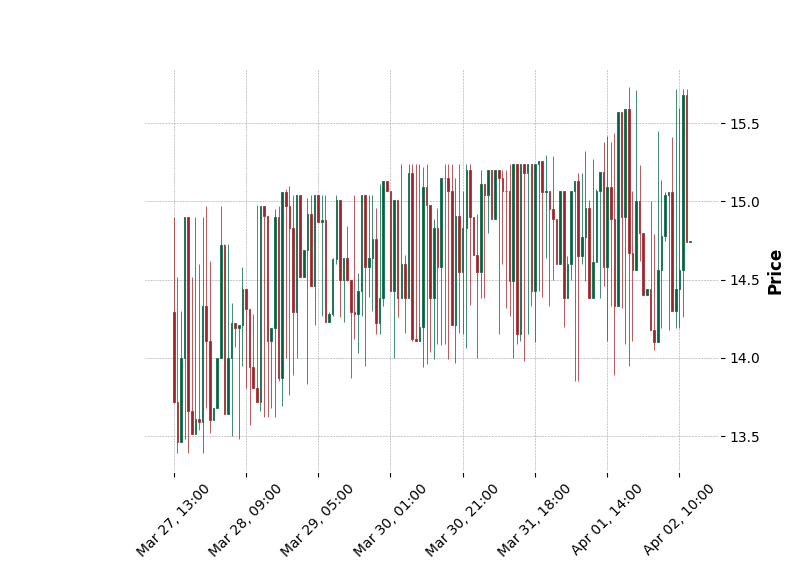 15.5
15.0
14.5
14.0
13.5
Price
Mar 27, 13:00
Mar 28, 09:00
Mar 29, 05:00
Mar 30, 01:00
Mar 30, 21:00
Mar 31, 18:00
Apr 01, 14:00
Apr 02, 10:00